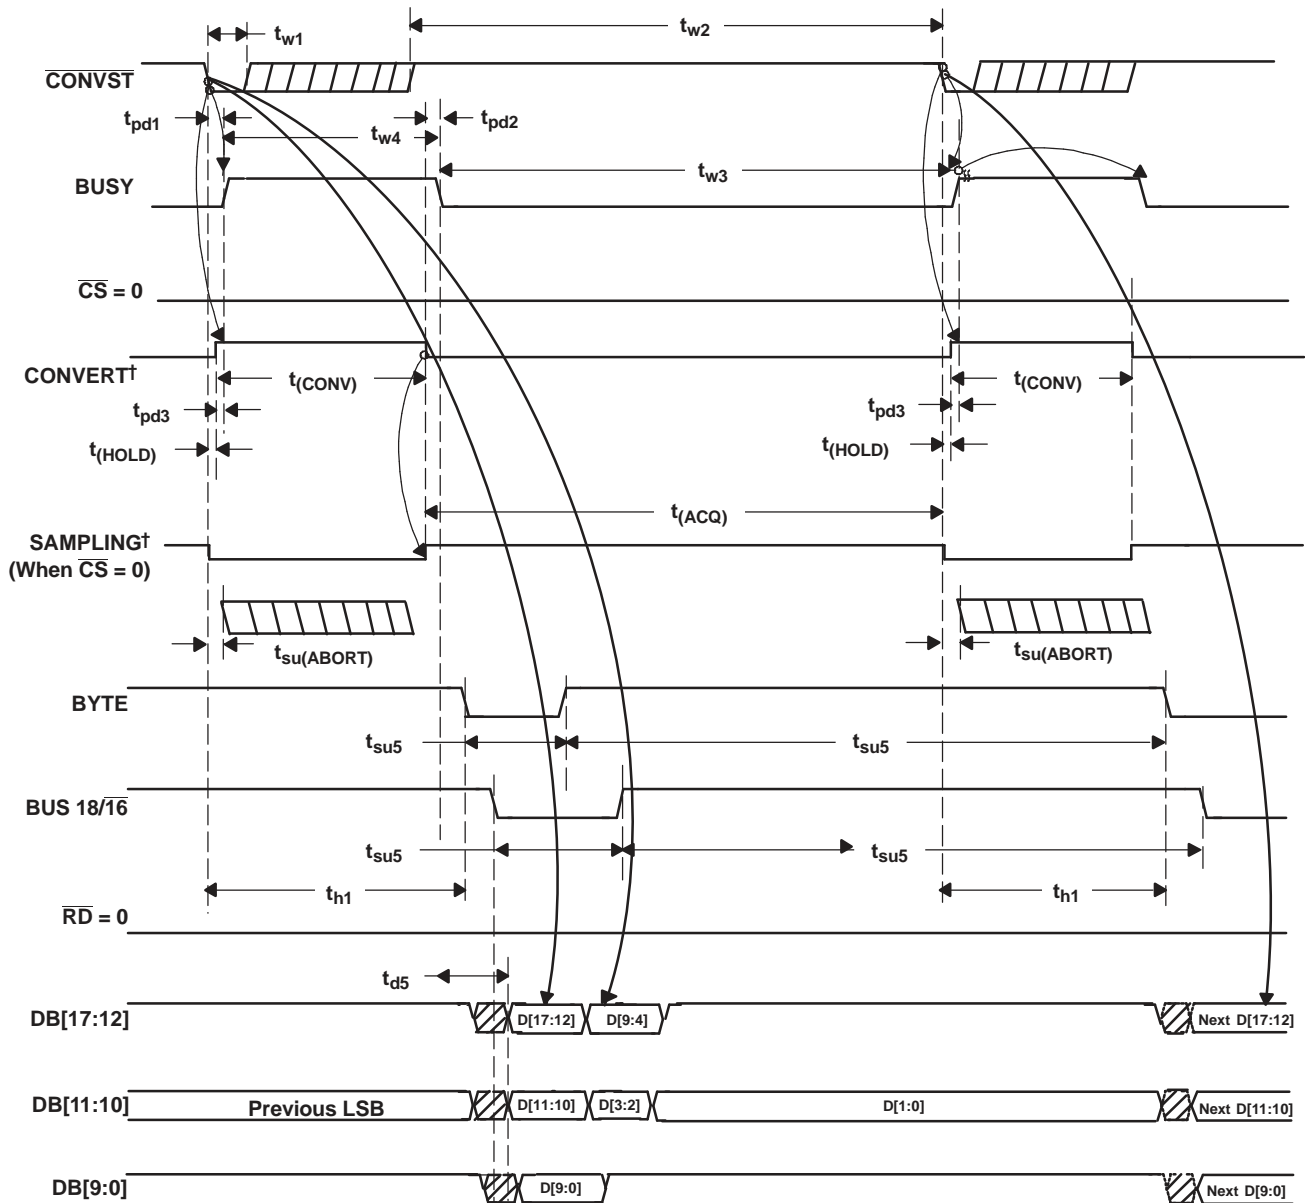 tw1
tw2
CONVST
tpd1
tw4
tpd2
BUSY
tw3
CS = 0
CONVERT†
t(CONV)
t(CONV)
tpd3
tpd3
t(HOLD)
t(HOLD)
t(ACQ)
SAMPLING†
(When CS = 0)
tsu(ABORT)
tsu(ABORT)
BYTE
tsu5
tsu5
BUS 18/16
tsu5
tsu5
th1
th1
RD = 0
td5
DB[17:12]
D[17:12]
D[9:4]
Next D[17:12]
DB[11:10]
Previous LSB
D[11:10]
D[3:2]
D[1:0]
Next D[11:10]
DB[9:0]
D[9:0]
Next D[9:0]